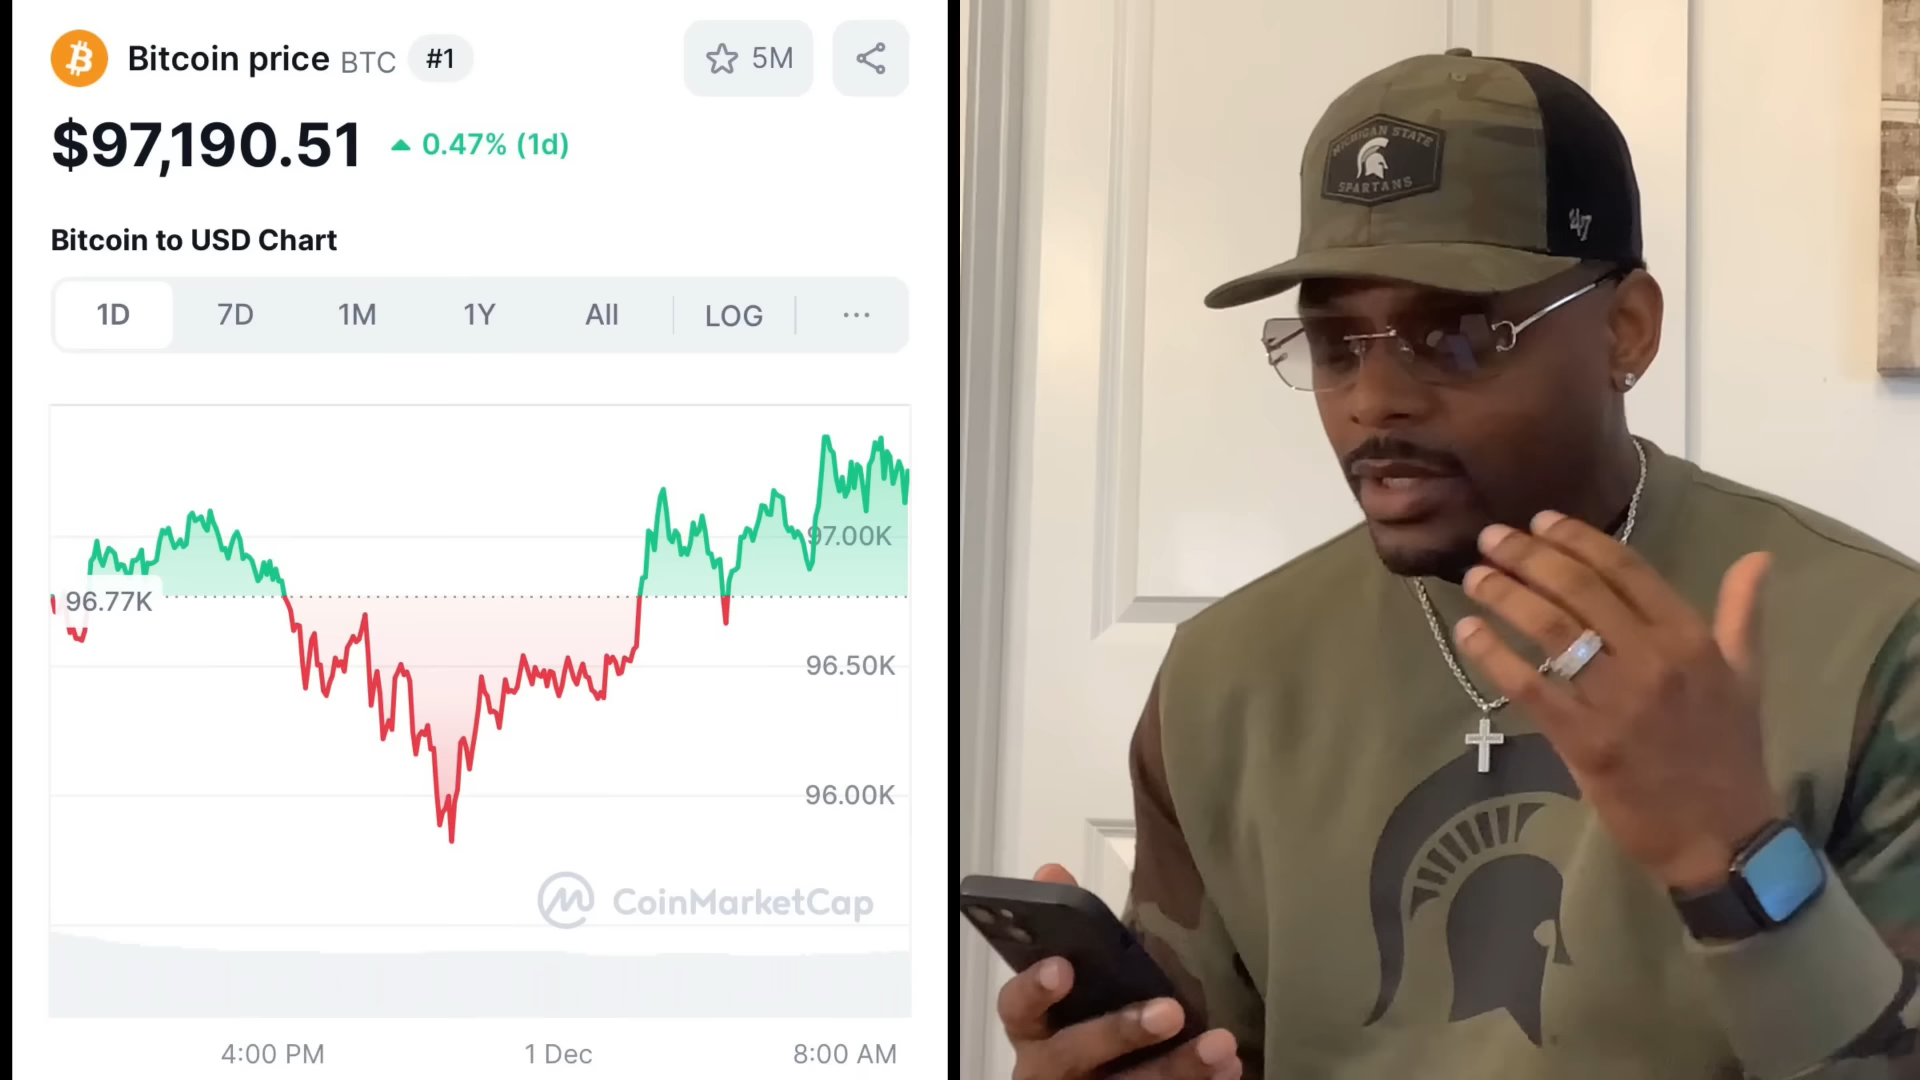 Bitcoin price BTC #1
5M
$97,190.51 0.47% (1d)
Bitcoin to USD Chart
1D 7D 1M 1Y All LOG ...
97.00K
96.77K
96.50K
96.00K
CoinMarketCap
4:00 PM 1 Dec 8:00 AM
MICHIGAN STATE
SPARTANS
47